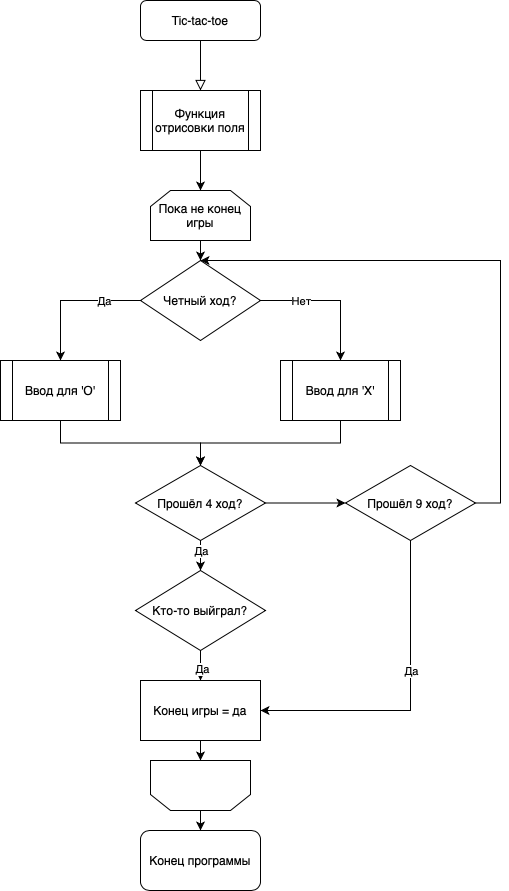 Tic-tac-toe
Функция
отрисовки поля
Пока не конец
игры
Четный ход?
Да
Нет
Ввод для 'O'
Ввод для 'X'
Прошёл 4 ход?
Прошёл 9 ход?
Да
Кто-то выйграл?
Да
Да
Конец игры = да
Конец программы